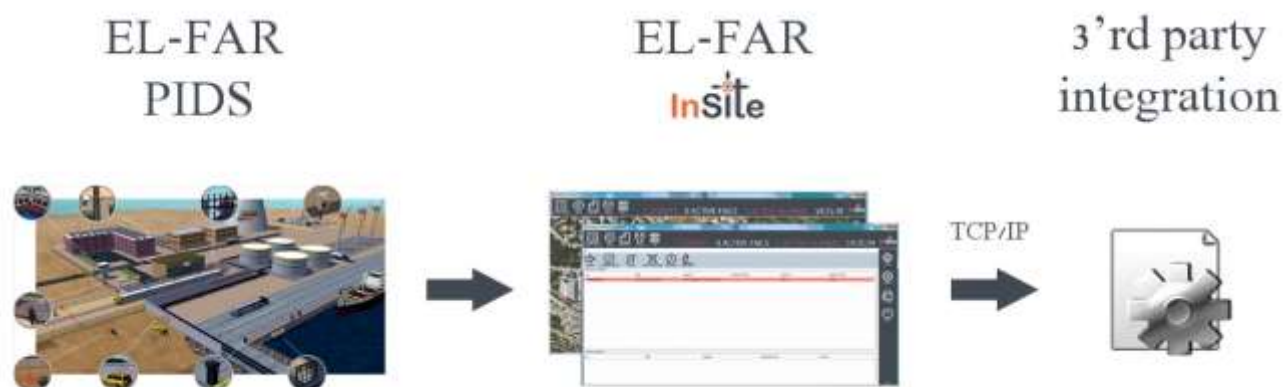 EL-FAR
PIDS
EL-FAR
InSite
3'rd party
integration
TCP/IP